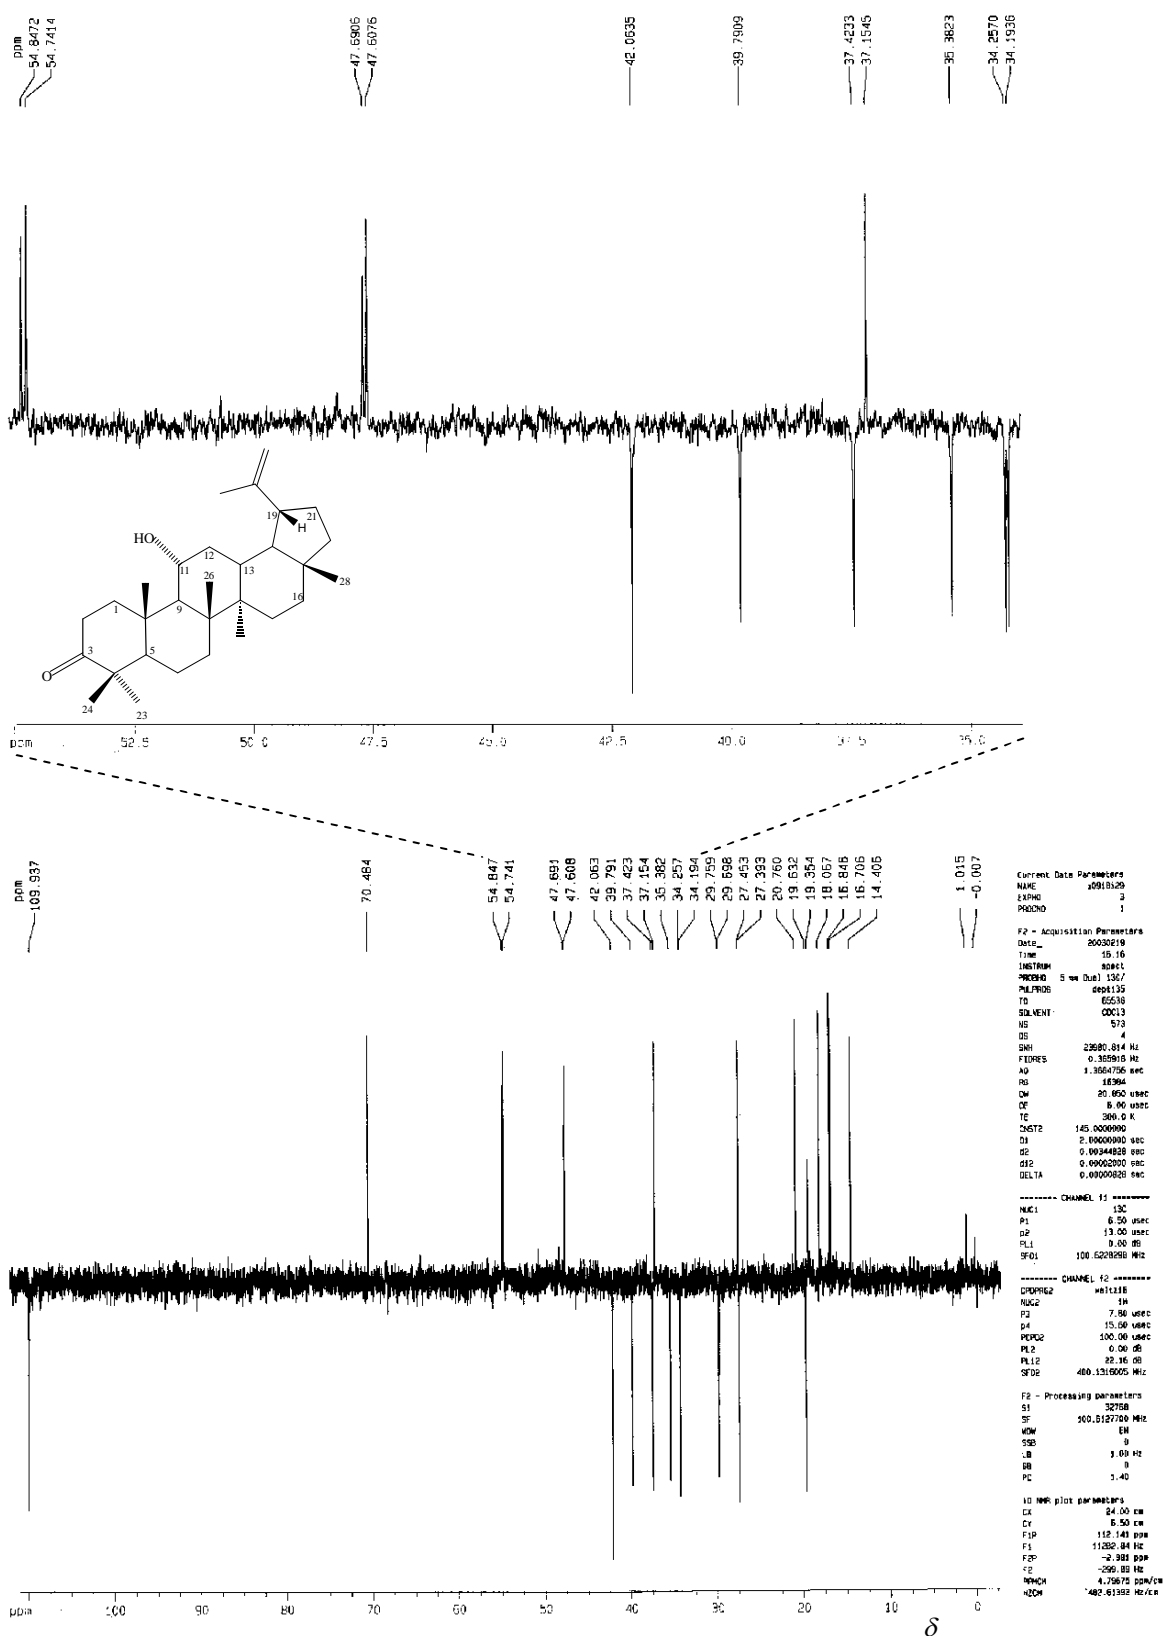 ppm
54.8472
54.7414
47.6906
47.6076
42.0635
39.7909
37.4233
37.1545
35.3823
34.2570
34.1936
19
H
21
HO
12
11
13
26
28
1
9
16
3
5
O
24
23
ppm 52.5 50.0 47.5 45.0 42.5 40.0 37.5 35.0
ppm
109.937
70.484
54.847
54.741
47.691
47.608
42.063
39.791
37.423
37.154
35.382
34.257
34.194
29.759
29.698
27.453
27.393
20.760
19.632
19.354
18.067
16.846
16.706
14.406
1.015
-0.007
Current Data Parameters
NAME
EXPNO 3
PROCNO 1
F2 - Acquisition Parameters
Date_ 20030219
Time 16.16
INSTRUM spect
PROBHD 5 mm Dual 13C/
PULPROG dept135
TD 65536
SOLVENT CDCl3
NS 573
DS 4
SWH 23980.814 Hz
FIDRES 0.365918 Hz
AQ 1.3664756 sec
RG 16384
DW 20.850 usec
DE 6.00 usec
TE 300.0 K
CNST2 145.0000000
D1 2.00000000 sec
d2 0.00344828 sec
d12 0.00002000 sec
DELTA 0.00000828 sec
-------- CHANNEL f1 --------
NUC1 13C
P1 6.50 usec
p2 13.00 usec
PL1 0.00 dB
SFO1 100.6228298 MHz
-------- CHANNEL f2 --------
CPDPRG2 waltz16
NUC2 1H
P3 7.80 usec
p4 15.60 usec
PCPD2 100.00 usec
PL2 0.00 dB
PL12 22.16 dB
SFO2 400.1316005 MHz
F2 - Processing parameters
SI 32768
SF 100.6127700 MHz
WDW EM
SSB 0
LB 1.00 Hz
GB 0
PC 1.40
1D NMR plot parameters
CX 24.00 cm
CY 6.50 cm
F1P 112.141 ppm
F1 11282.84 Hz
F2P -2.981 ppm
F2 -299.89 Hz
PPMCM 4.79675 ppm/cm
HZCM 482.61392 Hz/cm
ppm 100 90 80 70 60 50 40 30 20 10 0
δ